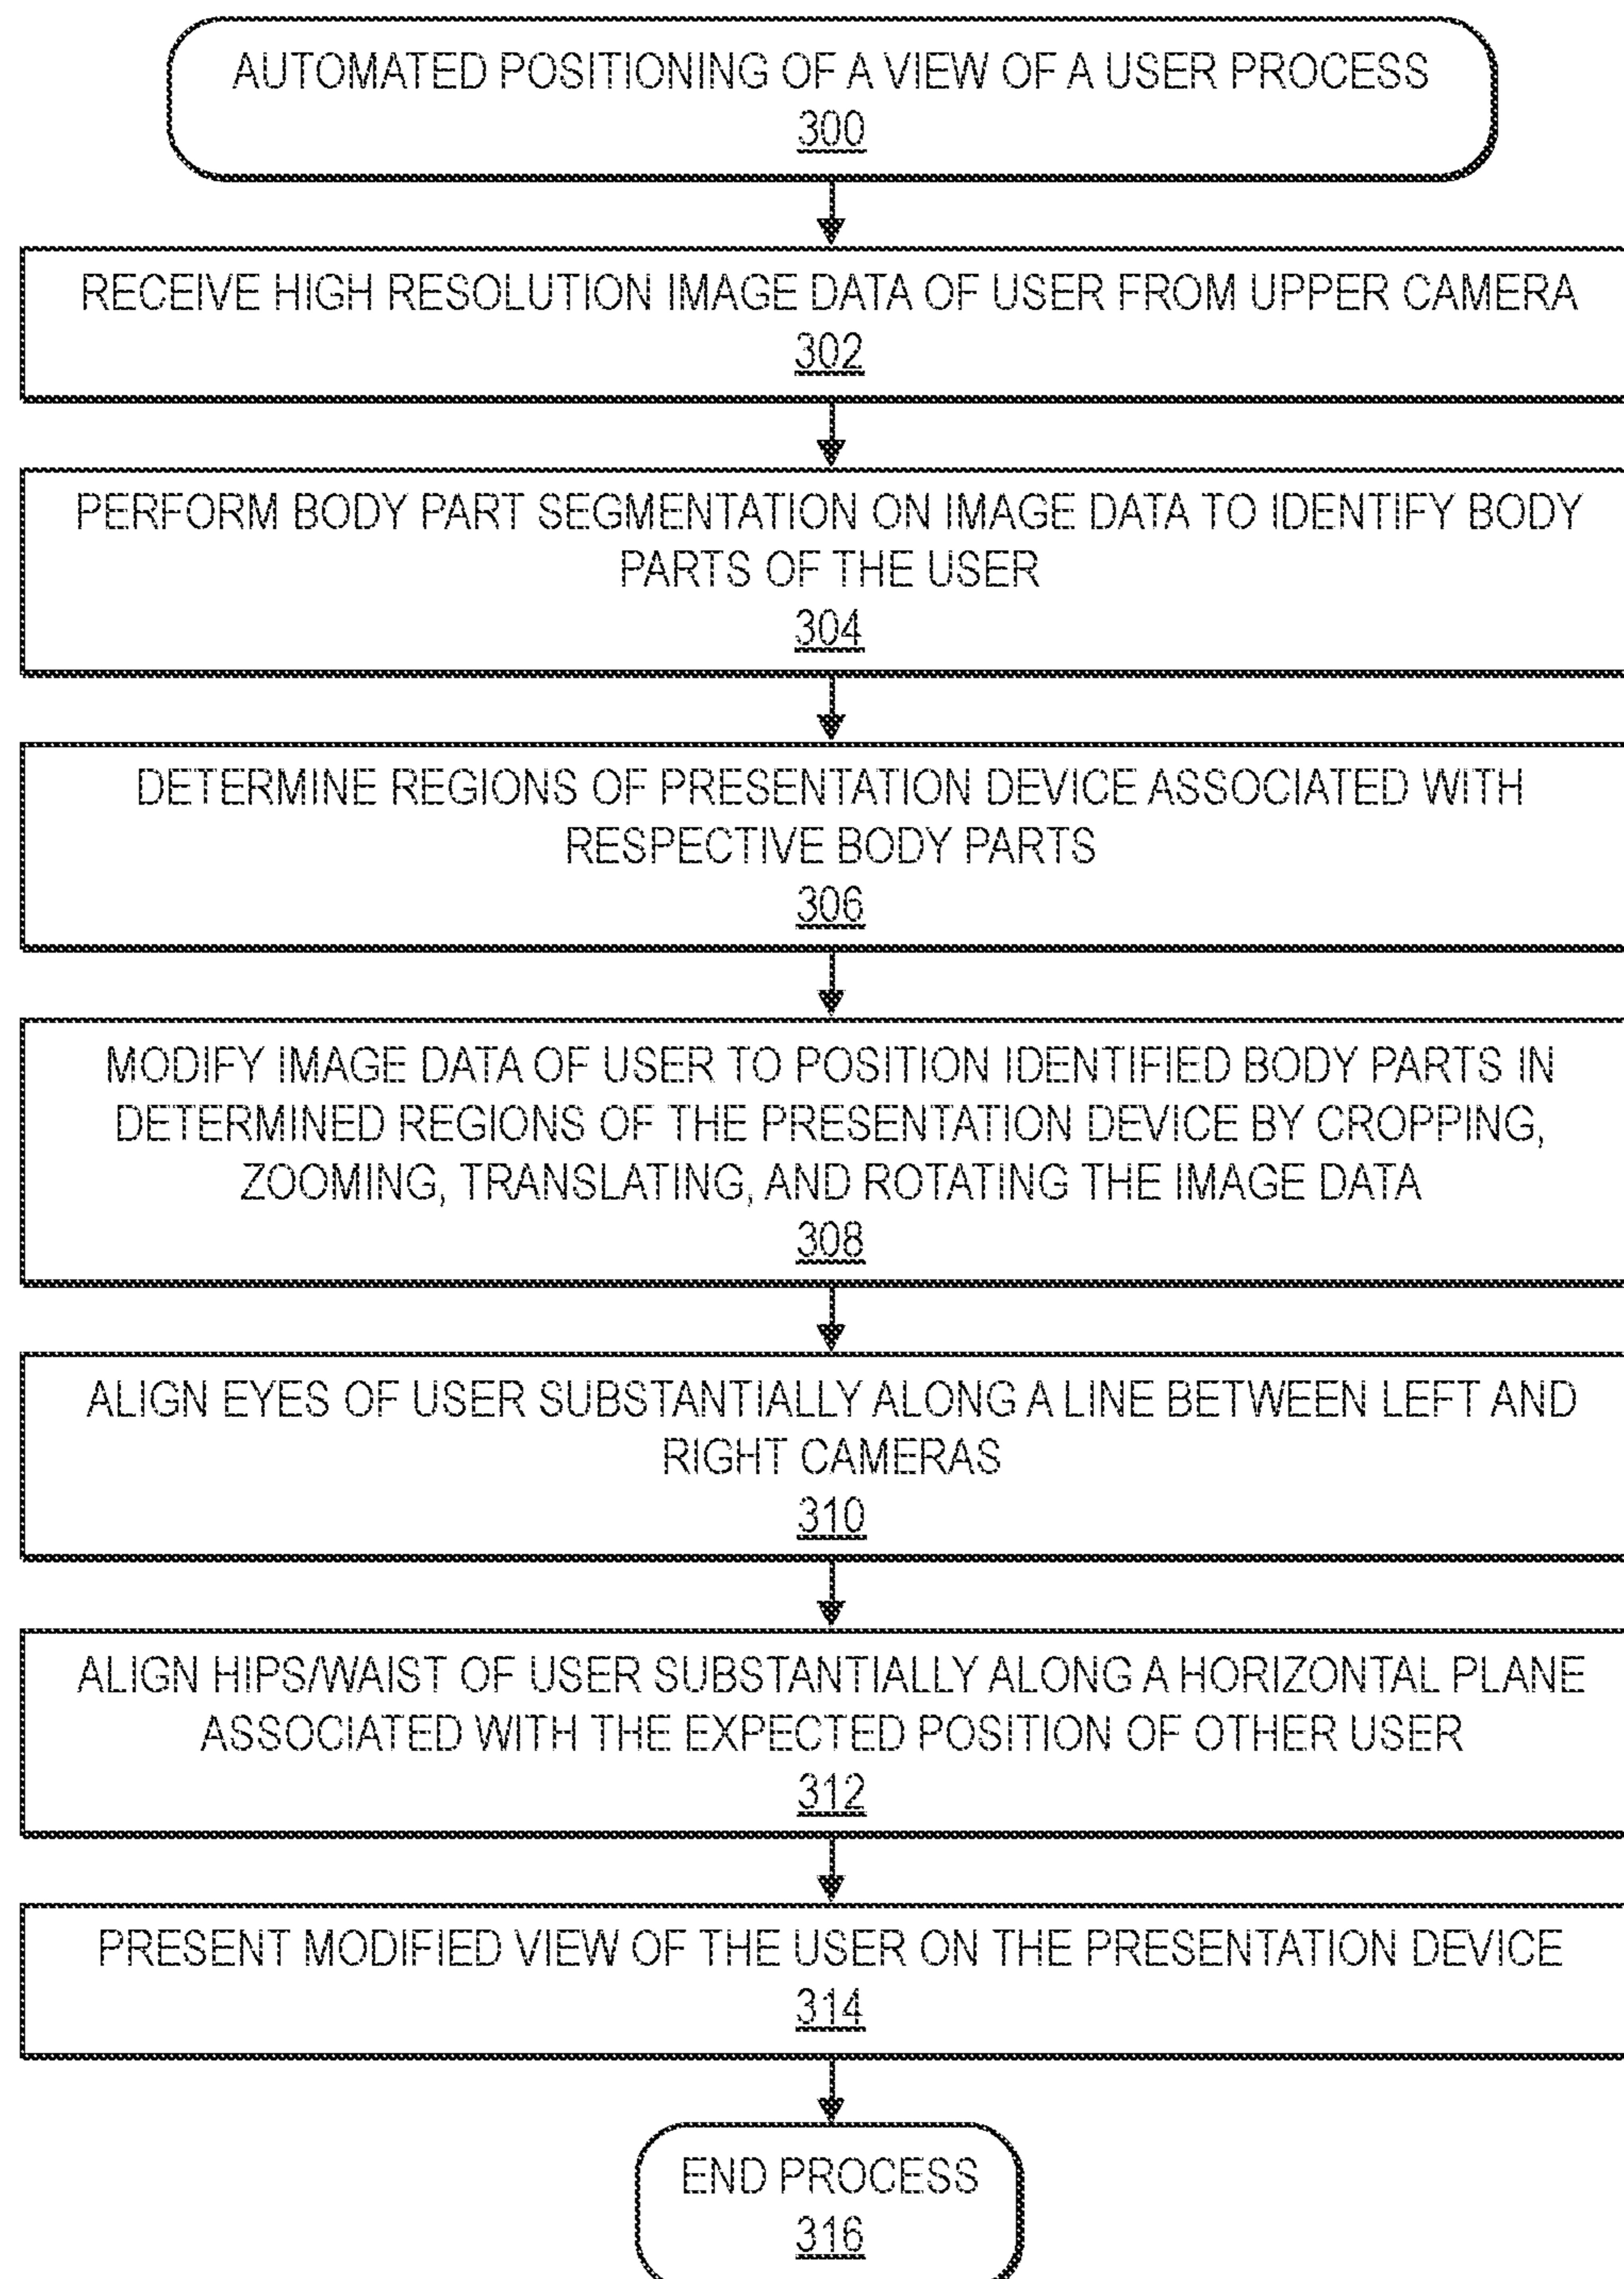 AUTOMATED POSITIONING OF A VIEW OF A USER PROCESS
300
RECEIVE HIGH RESOLUTION IMAGE DATA OF USER FROM UPPER CAMERA
302
PERFORM BODY PART SEGMENTATION ON IMAGE DATA TO IDENTIFY BODY
PARTS OF THE USER
304
DETERMINE REGIONS OF PRESENTATION DEVICE ASSOCIATED WITH
RESPECTIVE BODY PARTS
306
MODIFY IMAGE DATA OF USER TO POSITION IDENTIFIED BODY PARTS IN
DETERMINED REGIONS OF THE PRESENTATION DEVICE BY CROPPING,
ZOOMING, TRANSLATING, AND ROTATING THE IMAGE DATA
308
ALIGN EYES OF USER SUBSTANTIALLY ALONG A LINE BETWEEN LEFT AND
RIGHT CAMERAS
310
ALIGN HIPS/WAIST OF USER SUBSTANTIALLY ALONG A HORIZONTAL PLANE
ASSOCIATED WITH THE EXPECTED POSITION OF OTHER USER
312
PRESENT MODIFIED VIEW OF THE USER ON THE PRESENTATION DEVICE
314
END PROCESS
316